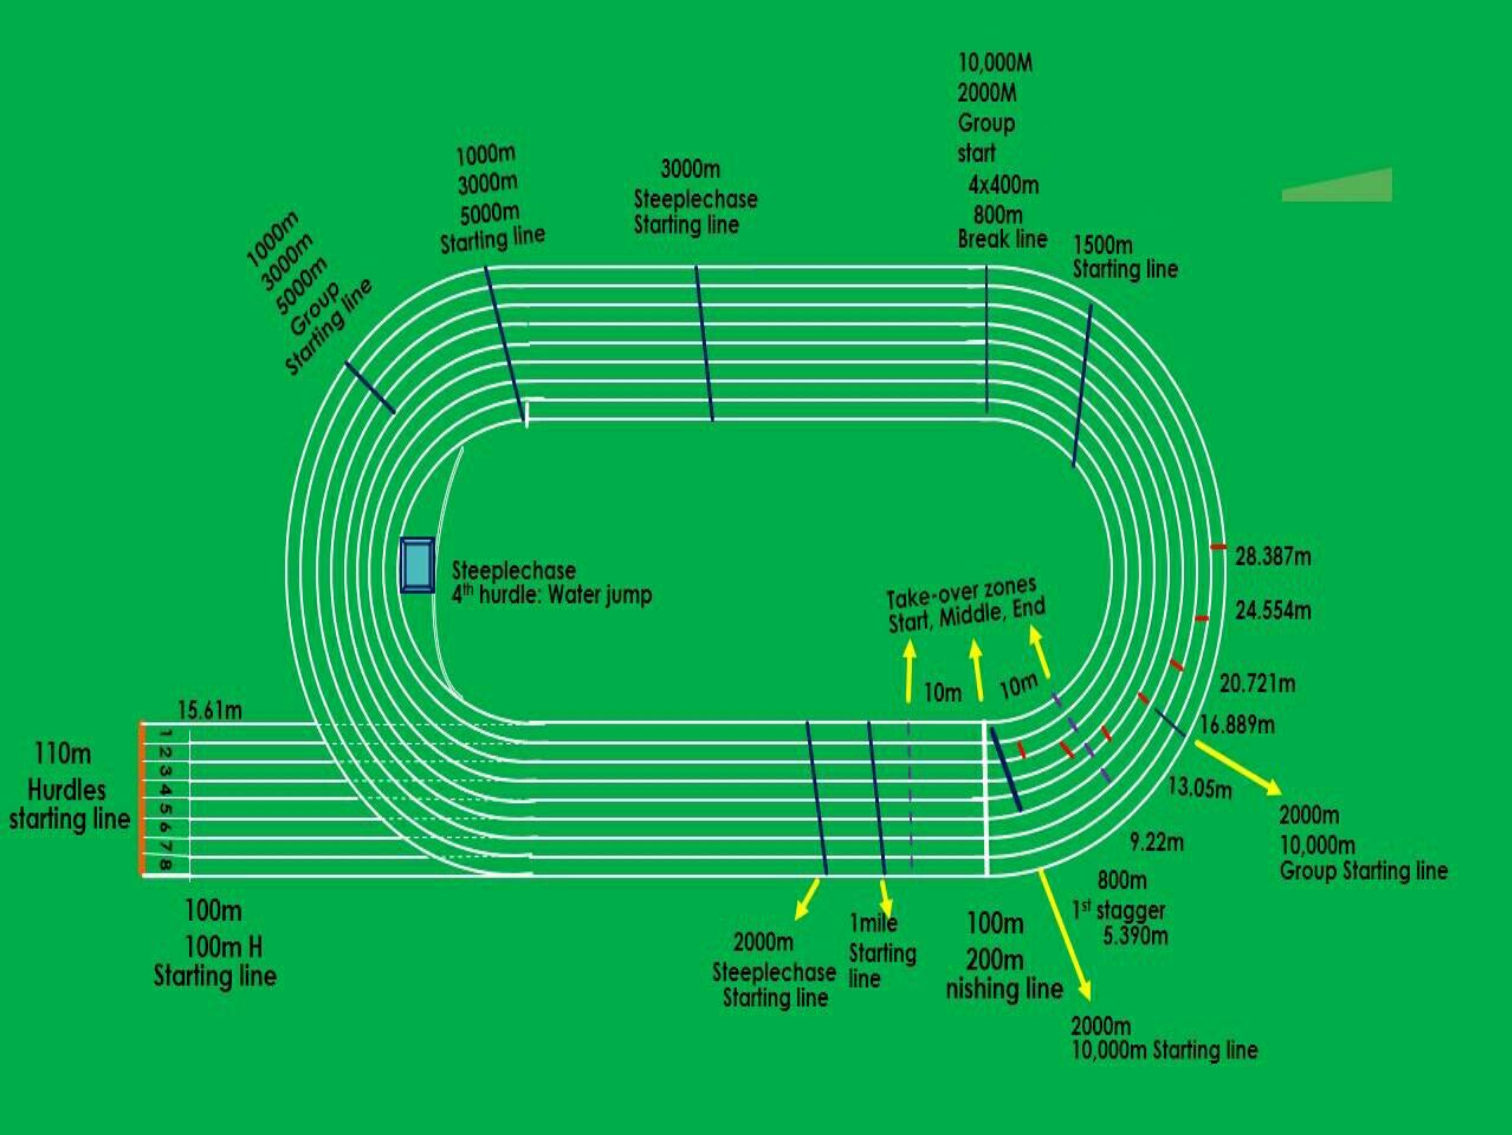 10,000M
2000M
Group
start
4x400m
800m
Break line
1000m
3000m
5000m
Starting line
3000m
Steeplechase
Starting line
1500m
Starting line
1000m
3000m
5000m
Group
Starting line
28.387m
24.554m
20.721m
16.889m
13.05m
9.22m
Steeplechase
4th hurdle: Water jump
Take-over zones
Start, Middle, End
10m
10m
15.61m
110m
Hurdles
starting line
1
2
3
4
5
6
7
8
100m
100m H
Starting line
2000m
Steeplechase
Starting line
1mile
Starting
line
100m
200m
nishing line
800m
1st stagger
5.390m
2000m
10,000m
Group Starting line
2000m
10,000m Starting line